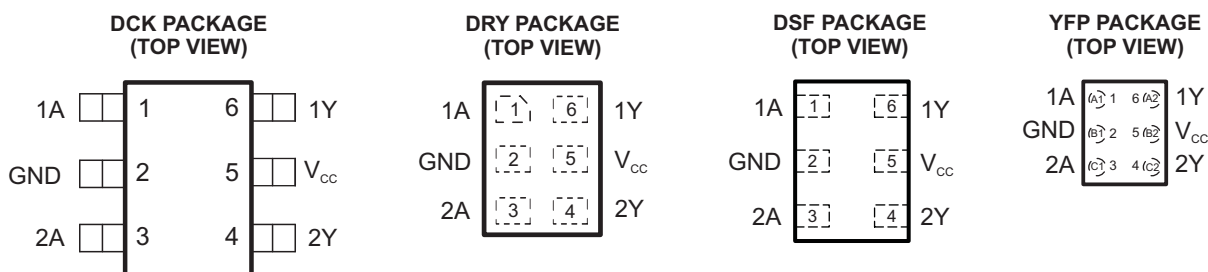 DCK PACKAGE
(TOP VIEW)
1A 1 6 1Y
GND 2 5 VCC
2A 3 4 2Y
DRY PACKAGE
(TOP VIEW)
1A 1 6 1Y
GND 2 5 VCC
2A 3 4 2Y
DSF PACKAGE
(TOP VIEW)
1A 1 6 1Y
GND 2 5 VCC
2A 3 4 2Y
YFP PACKAGE
(TOP VIEW)
1A A1 1 6 A2 1Y
GND B1 2 5 B2 VCC
2A C1 3 4 C2 2Y